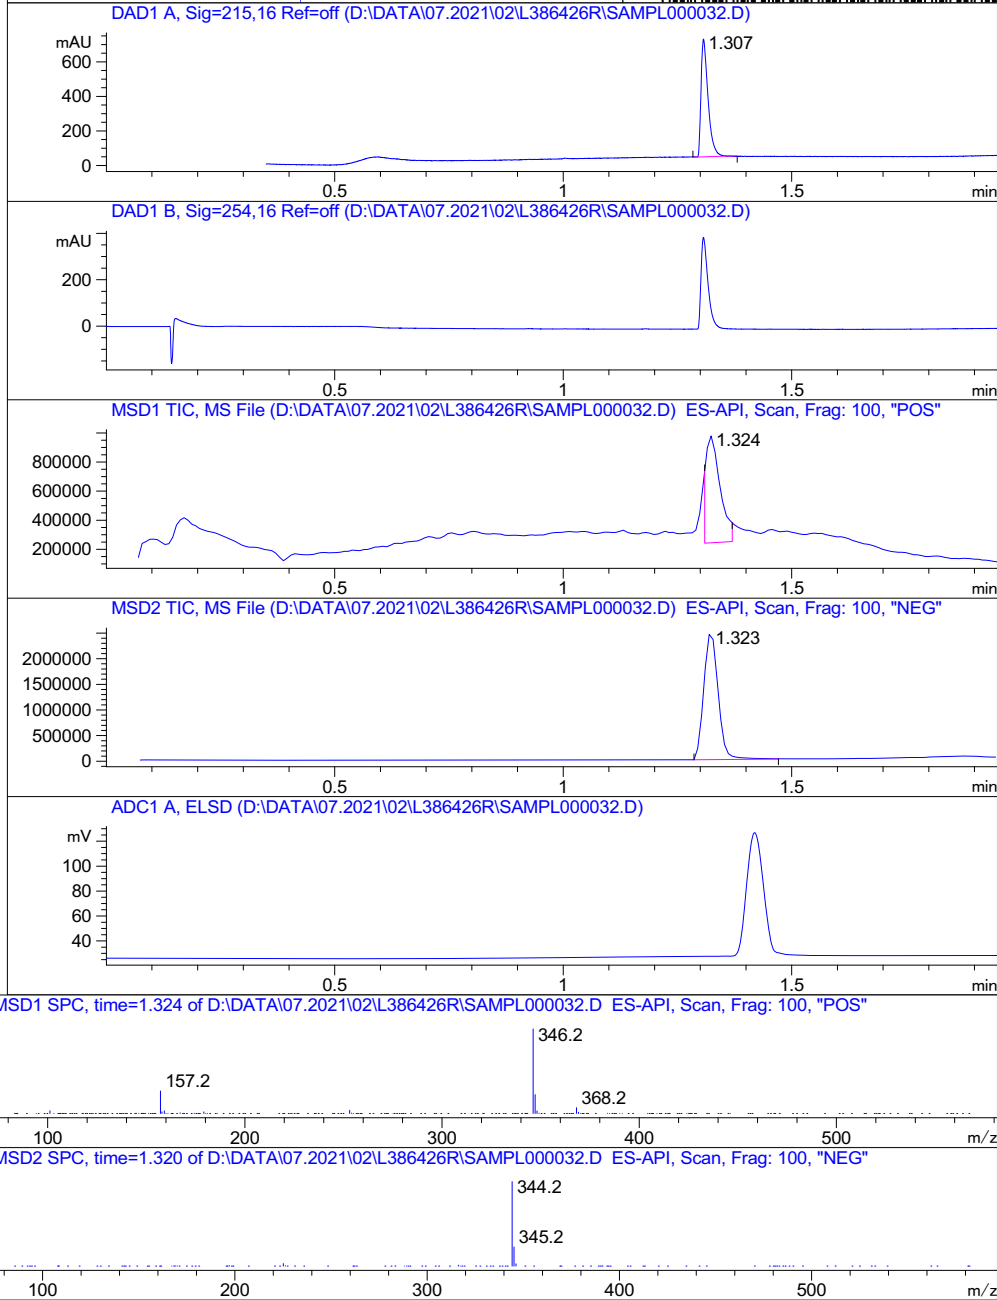 DAD1 A, Sig=215,16 Ref=off (D:\DATA\07.2021\02\L386426R\SAMPL000032.D)
mAU
1.307
600
400
200
0
0.5 1 1.5 min
DAD1 B, Sig=254,16 Ref=off (D:\DATA\07.2021\02\L386426R\SAMPL000032.D)
mAU
200
0
0.5 1 1.5 min
MSD1 TIC, MS File (D:\DATA\07.2021\02\L386426R\SAMPL000032.D) ES-API, Scan, Frag: 100, "POS"
1.324
800000
600000
400000
200000
0.5 1 1.5 min
MSD2 TIC, MS File (D:\DATA\07.2021\02\L386426R\SAMPL000032.D) ES-API, Scan, Frag: 100, "NEG"
1.323
2000000
1500000
1000000
500000
0
0.5 1 1.5 min
ADC1 A, ELSD (D:\DATA\07.2021\02\L386426R\SAMPL000032.D)
mV
100
80
60
40
0.5 1 1.5 min
MSD1 SPC, time=1.324 of D:\DATA\07.2021\02\L386426R\SAMPL000032.D ES-API, Scan, Frag: 100, "POS"
346.2
157.2
368.2
100 200 300 400 500 m/z
MSD2 SPC, time=1.320 of D:\DATA\07.2021\02\L386426R\SAMPL000032.D ES-API, Scan, Frag: 100, "NEG"
344.2
345.2
100 200 300 400 500 m/z